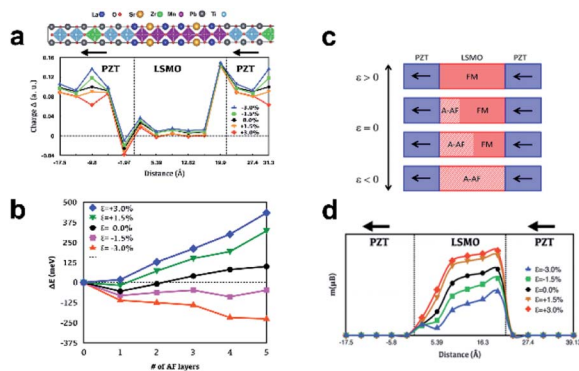 La O Sr Zr Mn Pb Ti
a
PZT LSMO PZT
Charge Δ (a. u.)
0.16
0.12
0.08
0.04
0
-0.04
-3.0%
-1.5%
0.0%
+1.5%
+3.0%
-17.5 -9.8 -1.97 5.39 12.38 19.9 27.5 31.3
Distance (Å)
b
ΔE (meV)
500
375
250
125
0
-125
-250
-375
Ɛ=+3.0%
Ɛ=+1.5%
Ɛ= 0.0%
Ɛ= -1.5%
Ɛ= -3.0%
0 1 2 3 4 5
# of AF layers
c
PZT LSMO PZT
ε > 0
FM
A-AF FM
ε = 0
A-AF FM
ε < 0
A-AF
d
PZT LSMO PZT
m(μB)
Ɛ=-3.0%
Ɛ=-1.5%
Ɛ=0.0%
Ɛ=+1.5%
Ɛ=+3.0%
-17.5 -5.8 5.39 16.3 27.4 39.13
Distance (Å)